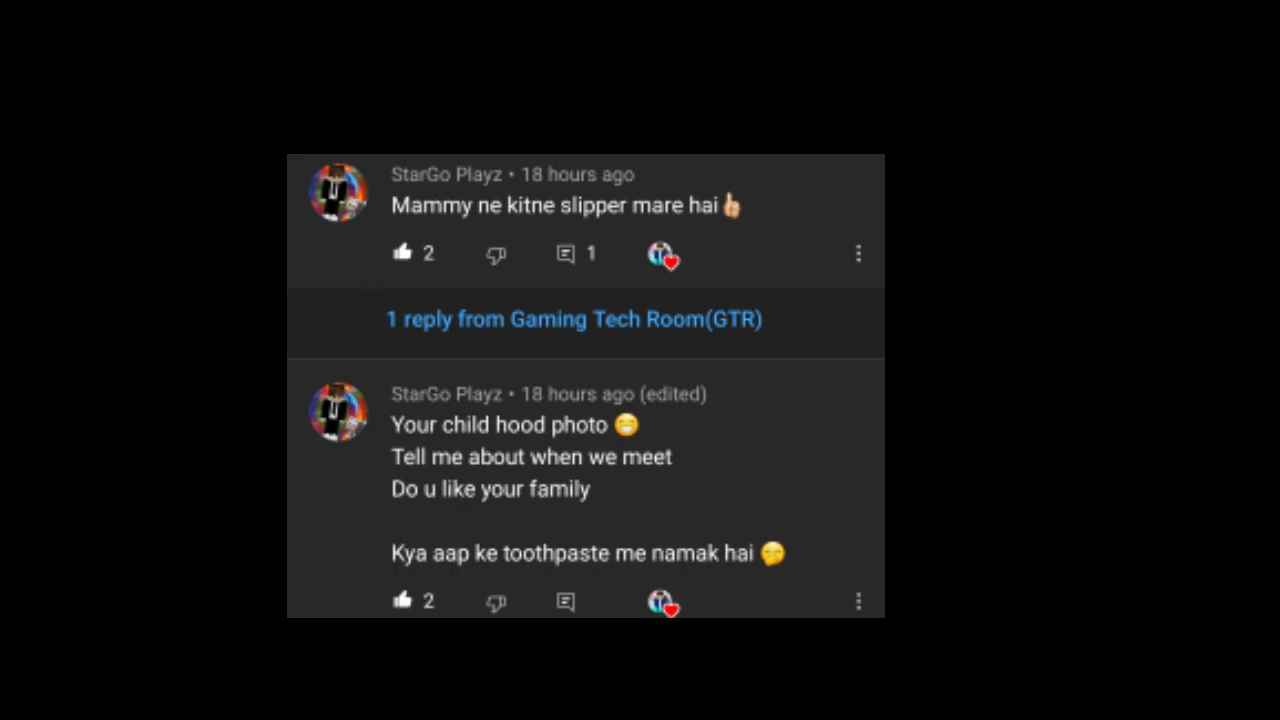 StarGo Playz • 18 hours ago
Mammy ne kitne slipper mare hai👆🏼
2 1
1 reply from Gaming Tech Room(GTR)
StarGo Playz • 18 hours ago (edited)
Your child hood photo 😁
Tell me about when we meet
Do u like your family
Kya aap ke toothpaste me namak hai 🤭
2